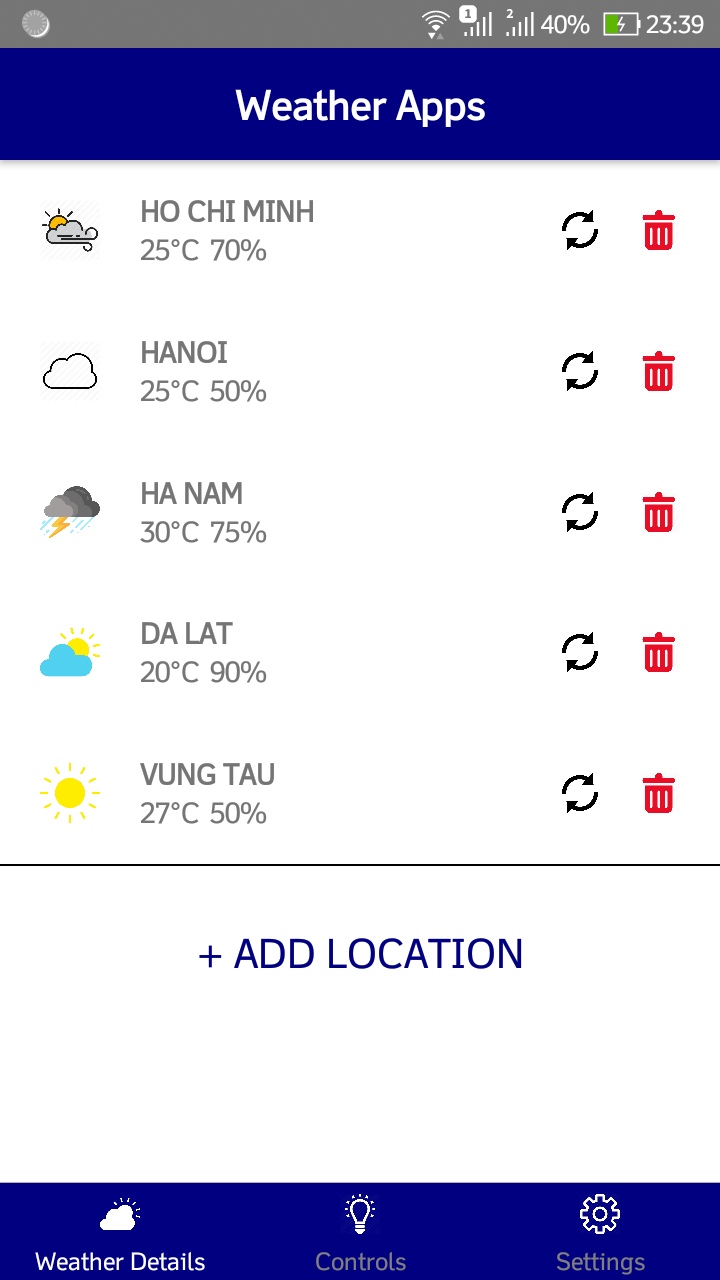 1 2 40% 23:39
Weather Apps
HO CHI MINH
25°C 70%
HANOI
25°C 50%
HA NAM
30°C 75%
DA LAT
20°C 90%
VUNG TAU
27°C 50%
+ ADD LOCATION
Weather Details Controls Settings